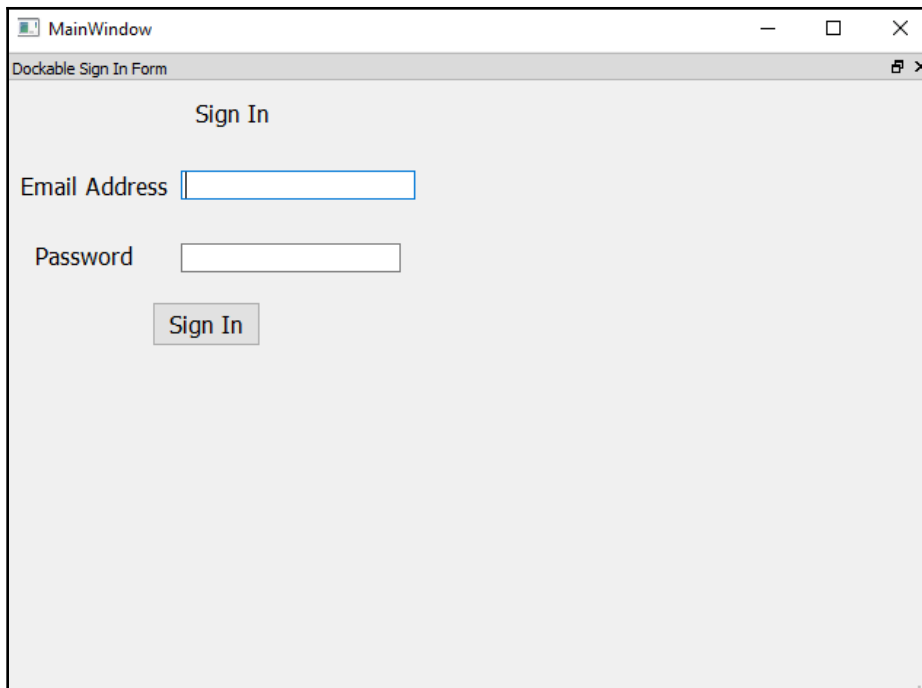 MainWindow
Dockable Sign In Form
Sign In
Email Address
Password
Sign In